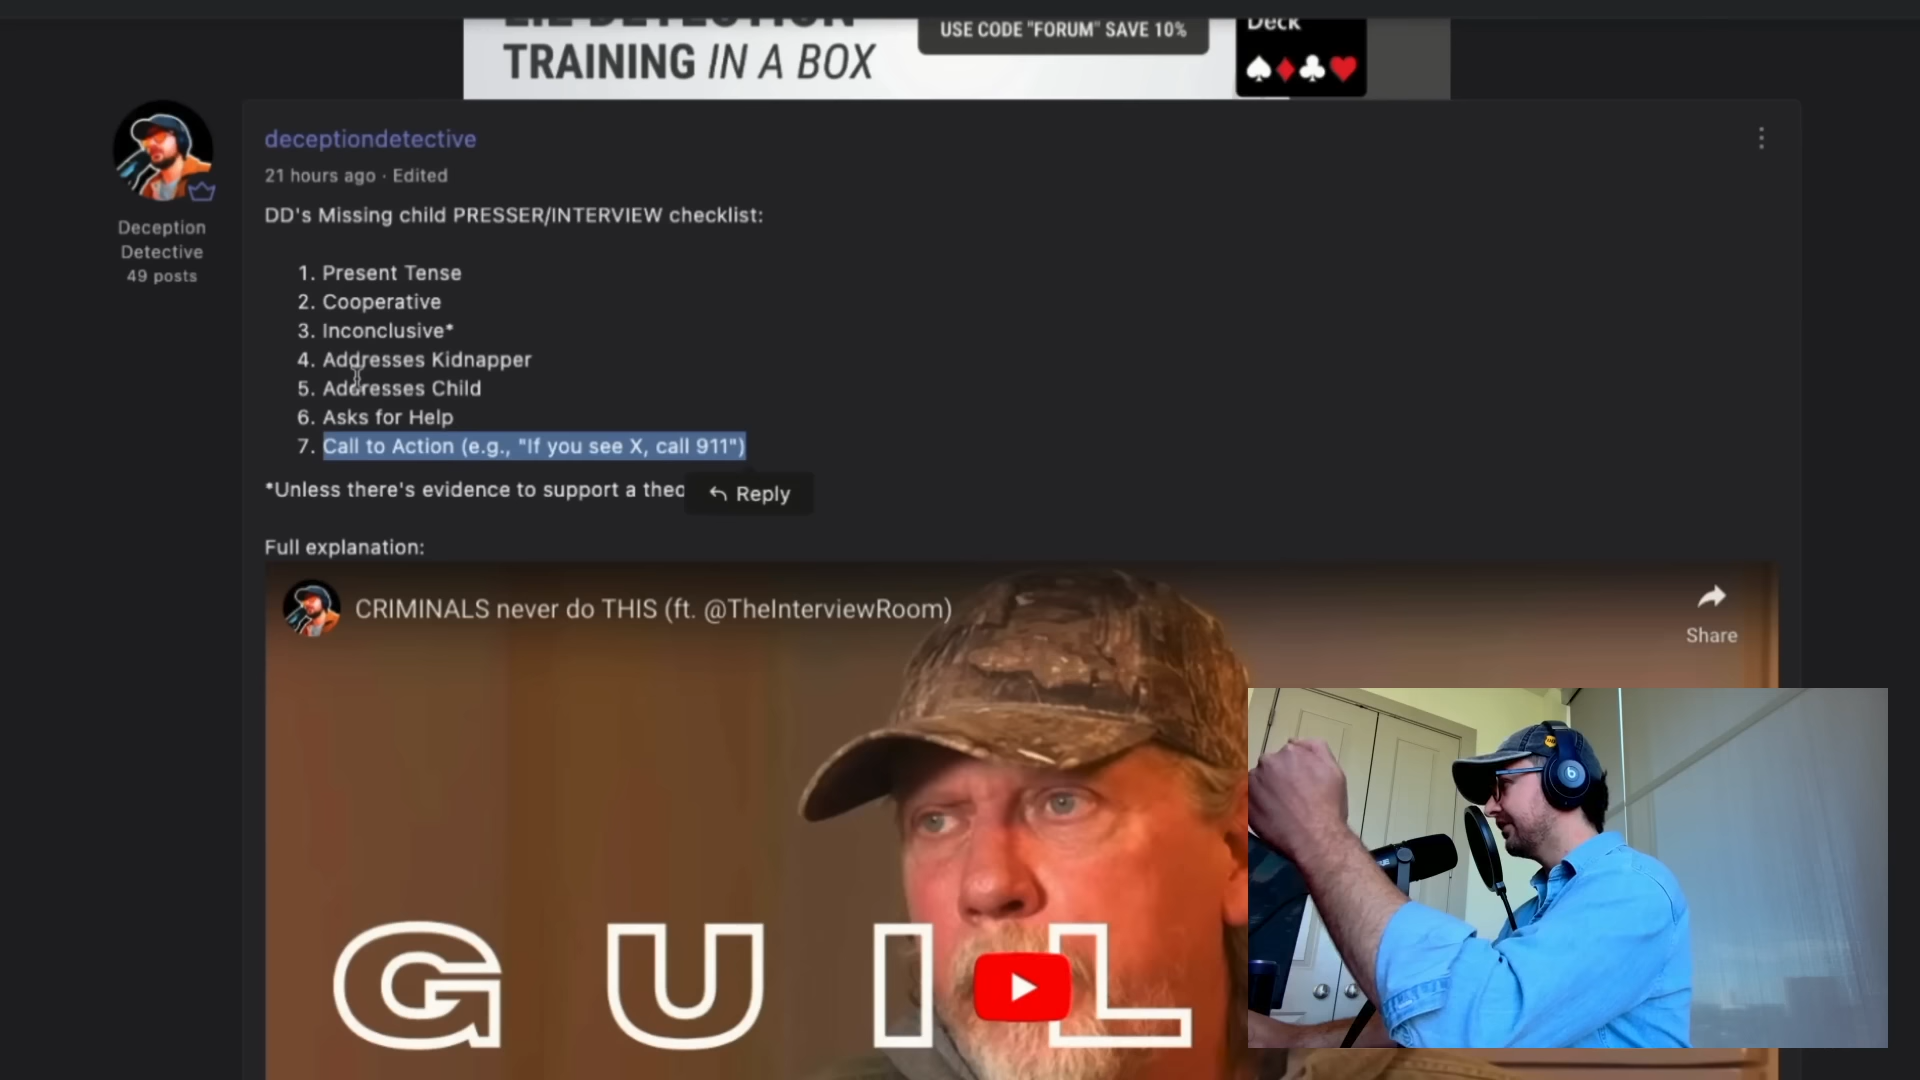 LIE DETECTION
TRAINING IN A BOX
USE CODE "FORUM" SAVE 10%
Deck
deceptiondetective
21 hours ago · Edited
Deception
Detective
49 posts
DD's Missing child PRESSER/INTERVIEW checklist:
1. Present Tense
2. Cooperative
3. Inconclusive*
4. Addresses Kidnapper
5. Addresses Child
6. Asks for Help
7. Call to Action (e.g., "If you see X, call 911")
*Unless there's evidence to support a theo
Reply
Full explanation:
CRIMINALS never do THIS (ft. @TheInterviewRoom)
Share
G U I L